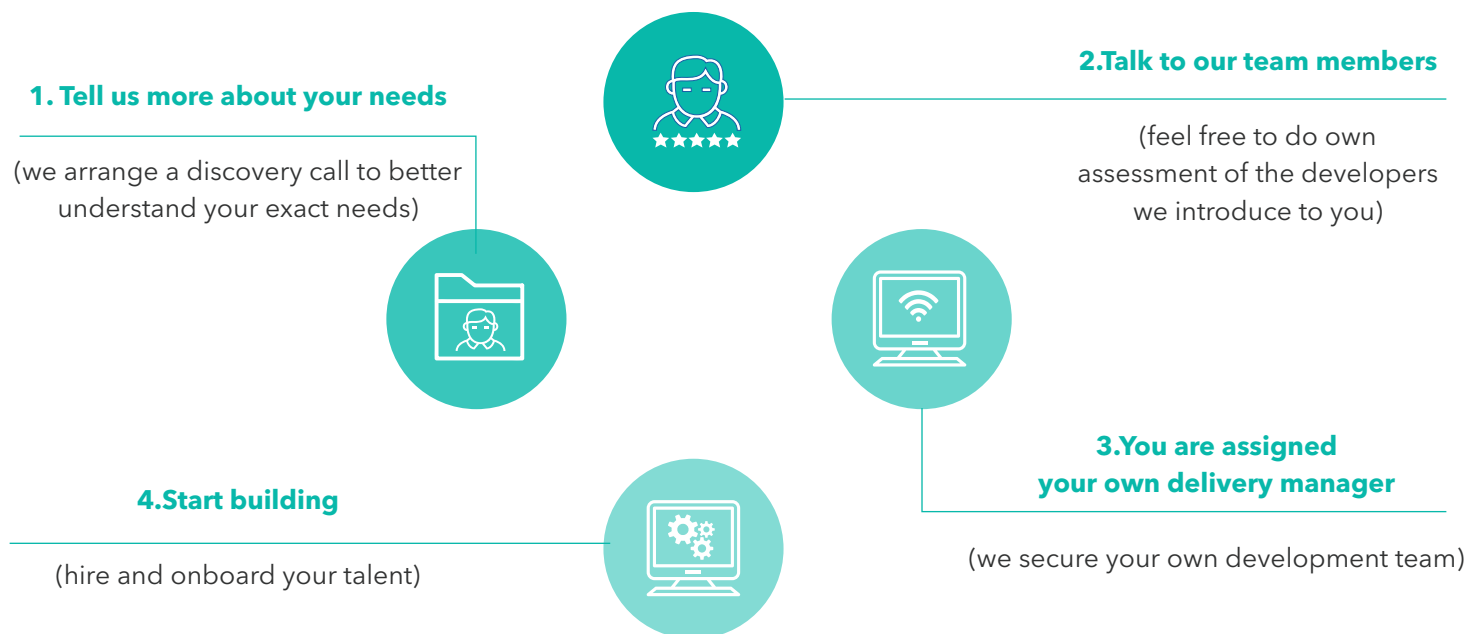 1. Tell us more about your needs
(we arrange a discovery call to better
understand your exact needs)
2.Talk to our team members
(feel free to do own
assessment of the developers
we introduce to you)
3.You are assigned
your own delivery manager
(we secure your own development team)
4.Start building
(hire and onboard your talent)